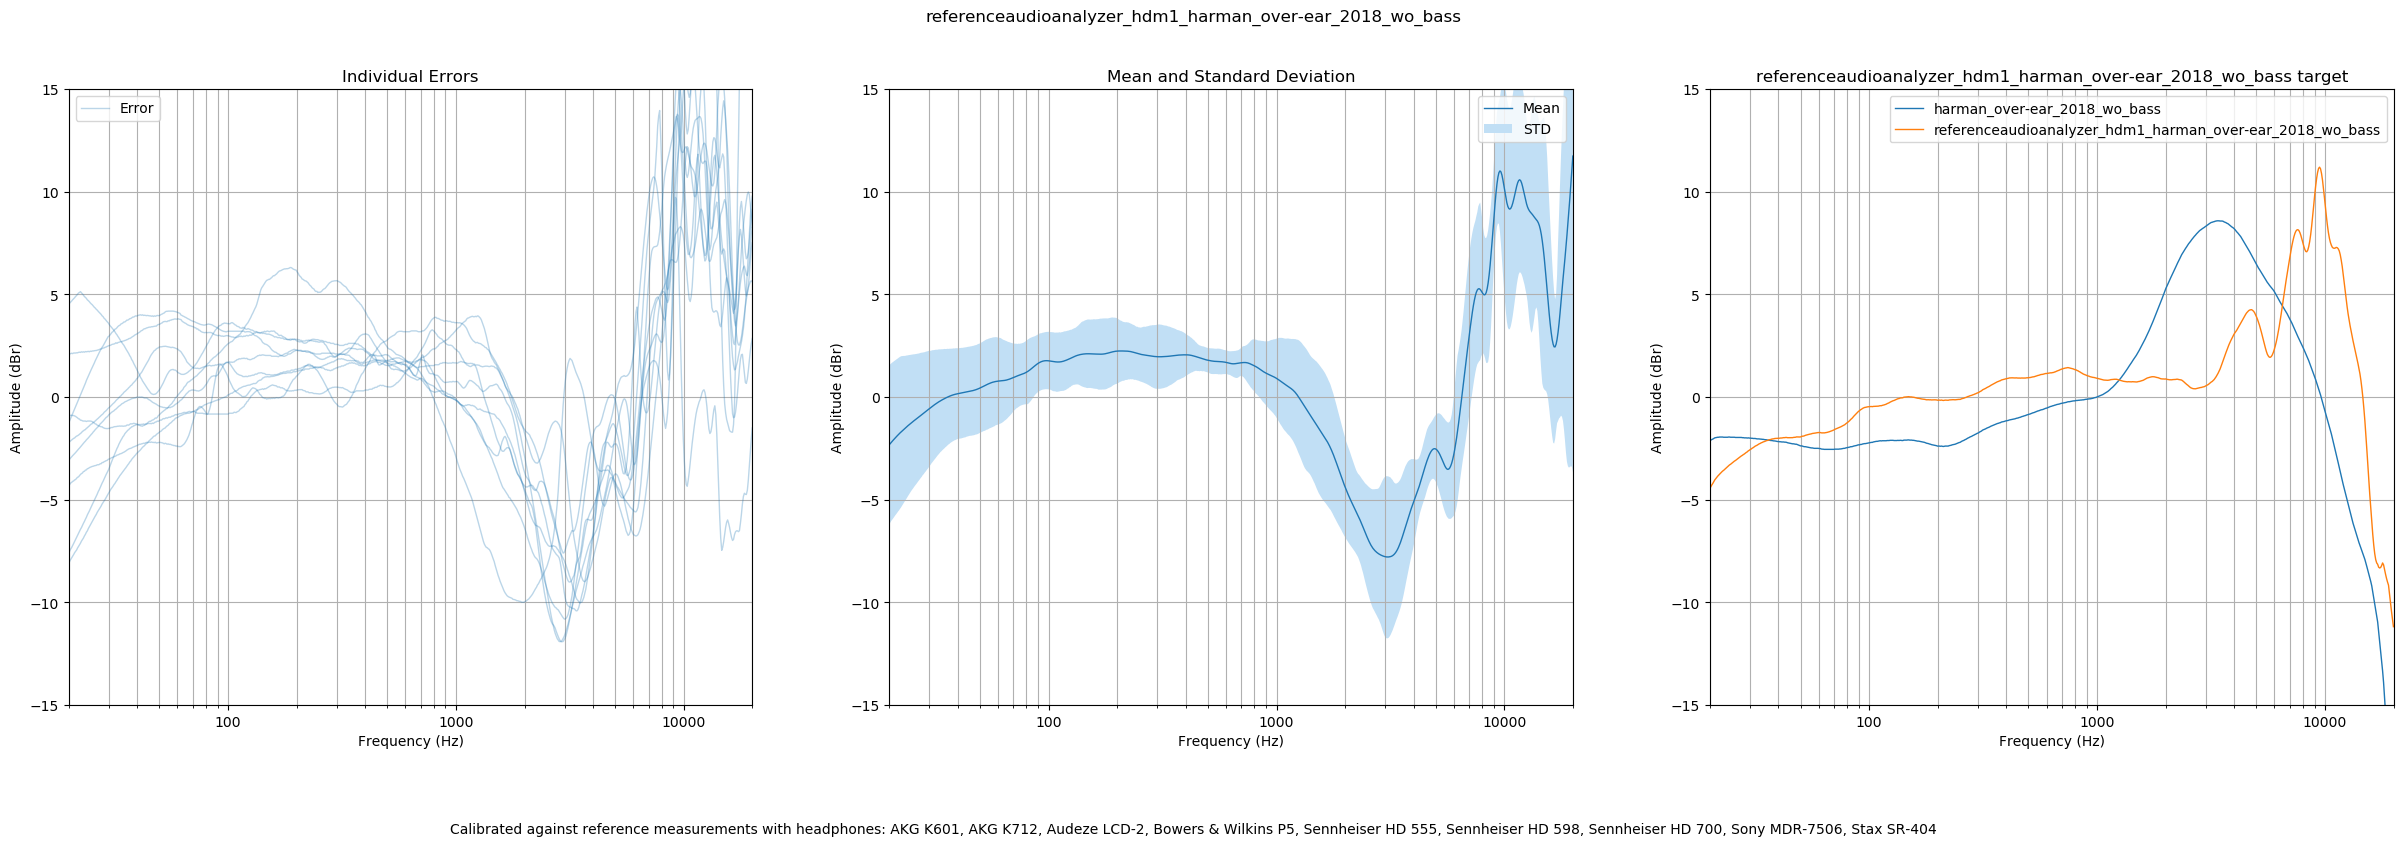 referenceaudioanalyzer_hdm1_harman_over-ear_2018_wo_bass
Individual Errors
Error
15
10
5
0
−5
−10
−15
Amplitude (dBr)
100
1000
10000
Frequency (Hz)
Mean and Standard Deviation
Mean
STD
15
10
5
0
−5
−10
−15
Amplitude (dBr)
100
1000
10000
Frequency (Hz)
referenceaudioanalyzer_hdm1_harman_over-ear_2018_wo_bass target
harman_over-ear_2018_wo_bass
referenceaudioanalyzer_hdm1_harman_over-ear_2018_wo_bass
15
10
5
0
−5
−10
−15
Amplitude (dBr)
100
1000
10000
Frequency (Hz)
Calibrated against reference measurements with headphones: AKG K601, AKG K712, Audeze LCD-2, Bowers & Wilkins P5, Sennheiser HD 555, Sennheiser HD 598, Sennheiser HD 700, Sony MDR-7506, Stax SR-404